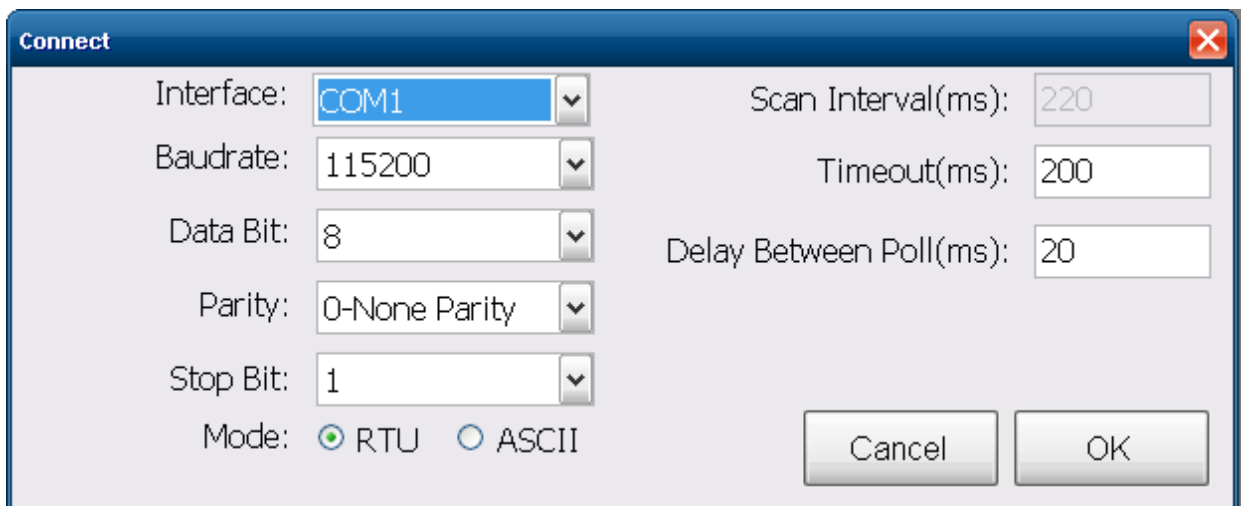 Connect
Interface: COM1
Baudrate: 115200
Data Bit: 8
Parity: 0-None Parity
Stop Bit: 1
Mode: RTU ASCII
Scan Interval(ms): 220
Timeout(ms): 200
Delay Between Poll(ms): 20
Cancel OK